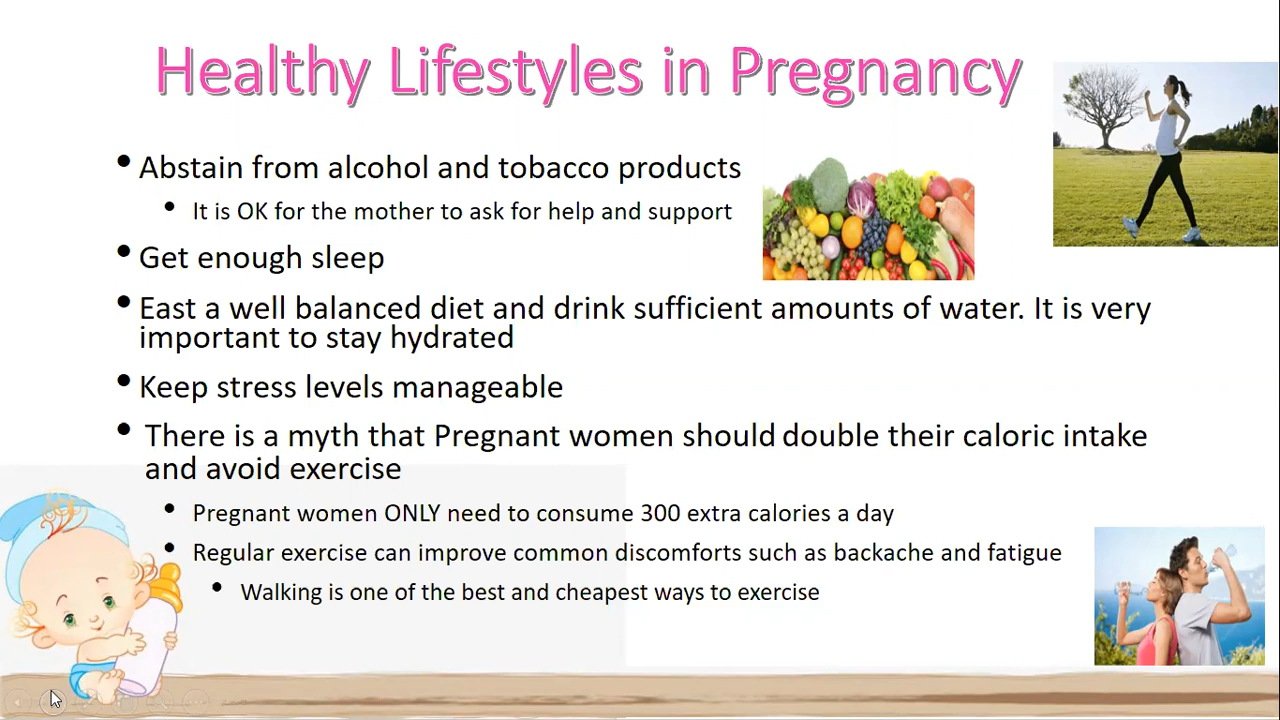 Healthy Lifestyles in Pregnancy
• Abstain from alcohol and tobacco products
• It is OK for the mother to ask for help and support
• Get enough sleep
• East a well balanced diet and drink sufficient amounts of water. It is very
important to stay hydrated
• Keep stress levels manageable
• There is a myth that Pregnant women should double their caloric intake
and avoid exercise
• Pregnant women ONLY need to consume 300 extra calories a day
• Regular exercise can improve common discomforts such as backache and fatigue
• Walking is one of the best and cheapest ways to exercise